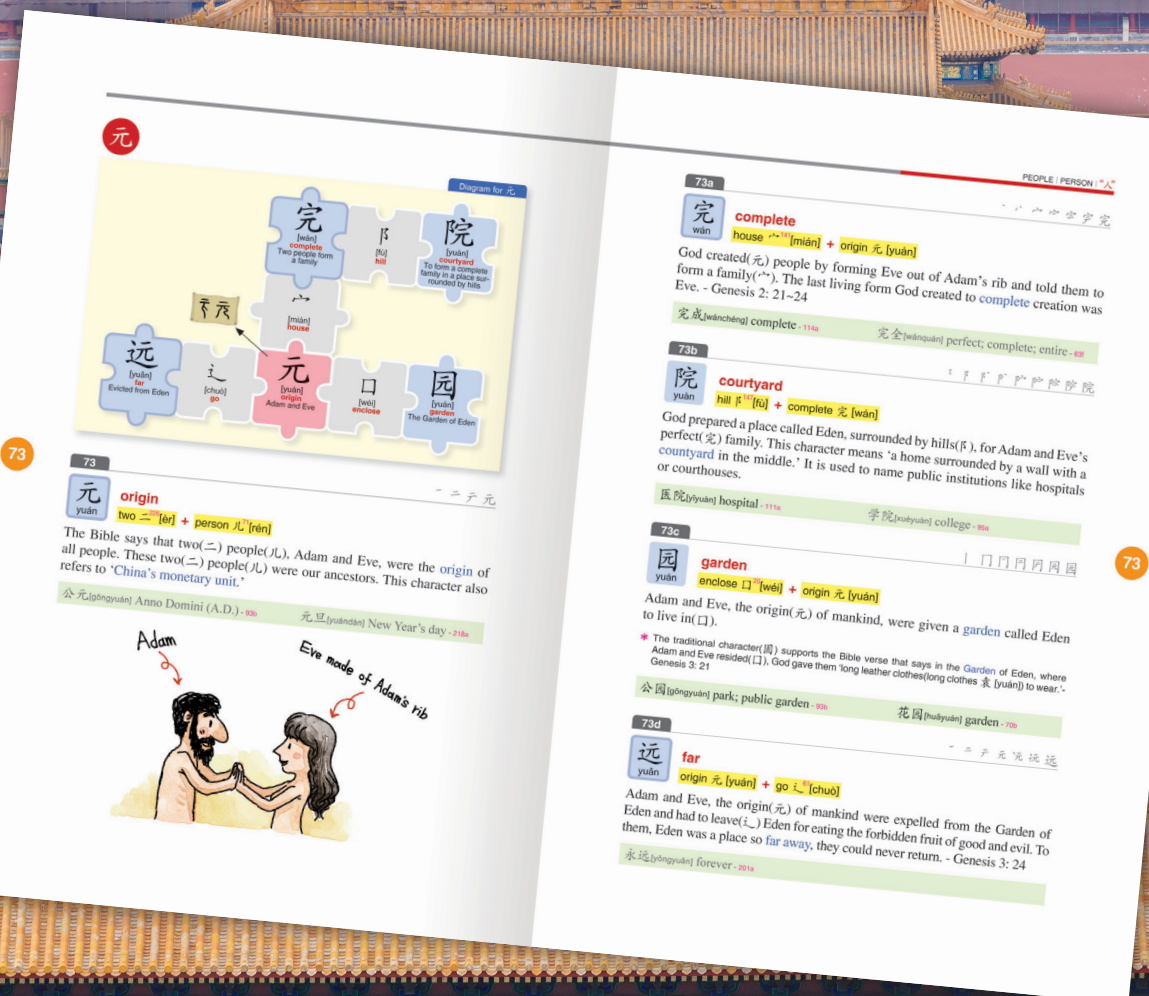 元
Diagram for 元
完
[wán]
complete
Two people form
a family
阝
[fù]
hill
院
[yuàn]
courtyard
To form a complete
family in a place sur-
rounded by hills
宀
[mián]
house
远
[yuǎn]
far
Evicted from Eden
辶
[chuò]
go
元
[yuán]
origin
Adam and Eve
囗
[wéi]
enclose
园
[yuán]
garden
The Garden of Eden
73
73
元
yuán
origin
two 二[èr] + person 儿[rén]
The Bible says that two(二) people(儿), Adam and Eve, were the origin of
all people. These two(二) people(儿) were our ancestors. This character also
refers to ‘China’s monetary unit.’
公元[gōngyuán] Anno Domini (A.D.) - 93b 元旦[yuándàn] New Year’s day - 218a
Adam
Eve made of Adam's rib
PEOPLE | PERSON | “人”
73a
完
wán
complete
house 宀141[mián] + origin 元 [yuán]
God created(元) people by forming Eve out of Adam’s rib and told them to
form a family(宀). The last living form God created to complete creation was
Eve. - Genesis 2: 21~24
完成[wánchéng] complete - 114a 完全[wánquán] perfect; complete; entire
73b
院
yuàn
courtyard
hill 阝147[fù] + complete 完 [wán]
God prepared a place called Eden, surrounded by hills(阝), for Adam and Eve’s
perfect(完) family. This character means ‘a home surrounded by a wall with a
countyard in the middle.’ It is used to name public institutions like hospitals
or courthouses.
医院[yīyuàn] hospital - 111a 学院[xuéyuàn] college
73c
园
yuán
garden
enclose 囗[wéi] + origin 元 [yuán]
Adam and Eve, the origin(元) of mankind, were given a garden called Eden
to live in(囗).
* The traditional character(園) supports the Bible verse that says in the Garden of Eden, where
Adam and Eve resided(囗), God gave them ‘long leather clothes(long clothes 袁 [yuán]) to wear.’-
Genesis 3: 21
公园[gōngyuán] park; public garden - 93b 花园[huāyuán] garden - 70b
73
73d
远
yuǎn
far
origin 元 [yuán] + go 辶[chuò]
Adam and Eve, the origin(元) of mankind were expelled from the Garden of
Eden and had to leave(辶) Eden for eating the forbidden fruit of good and evil. To
them, Eden was a place so far away, they could never return. - Genesis 3: 24
永远[yǒngyuǎn] forever - 201a